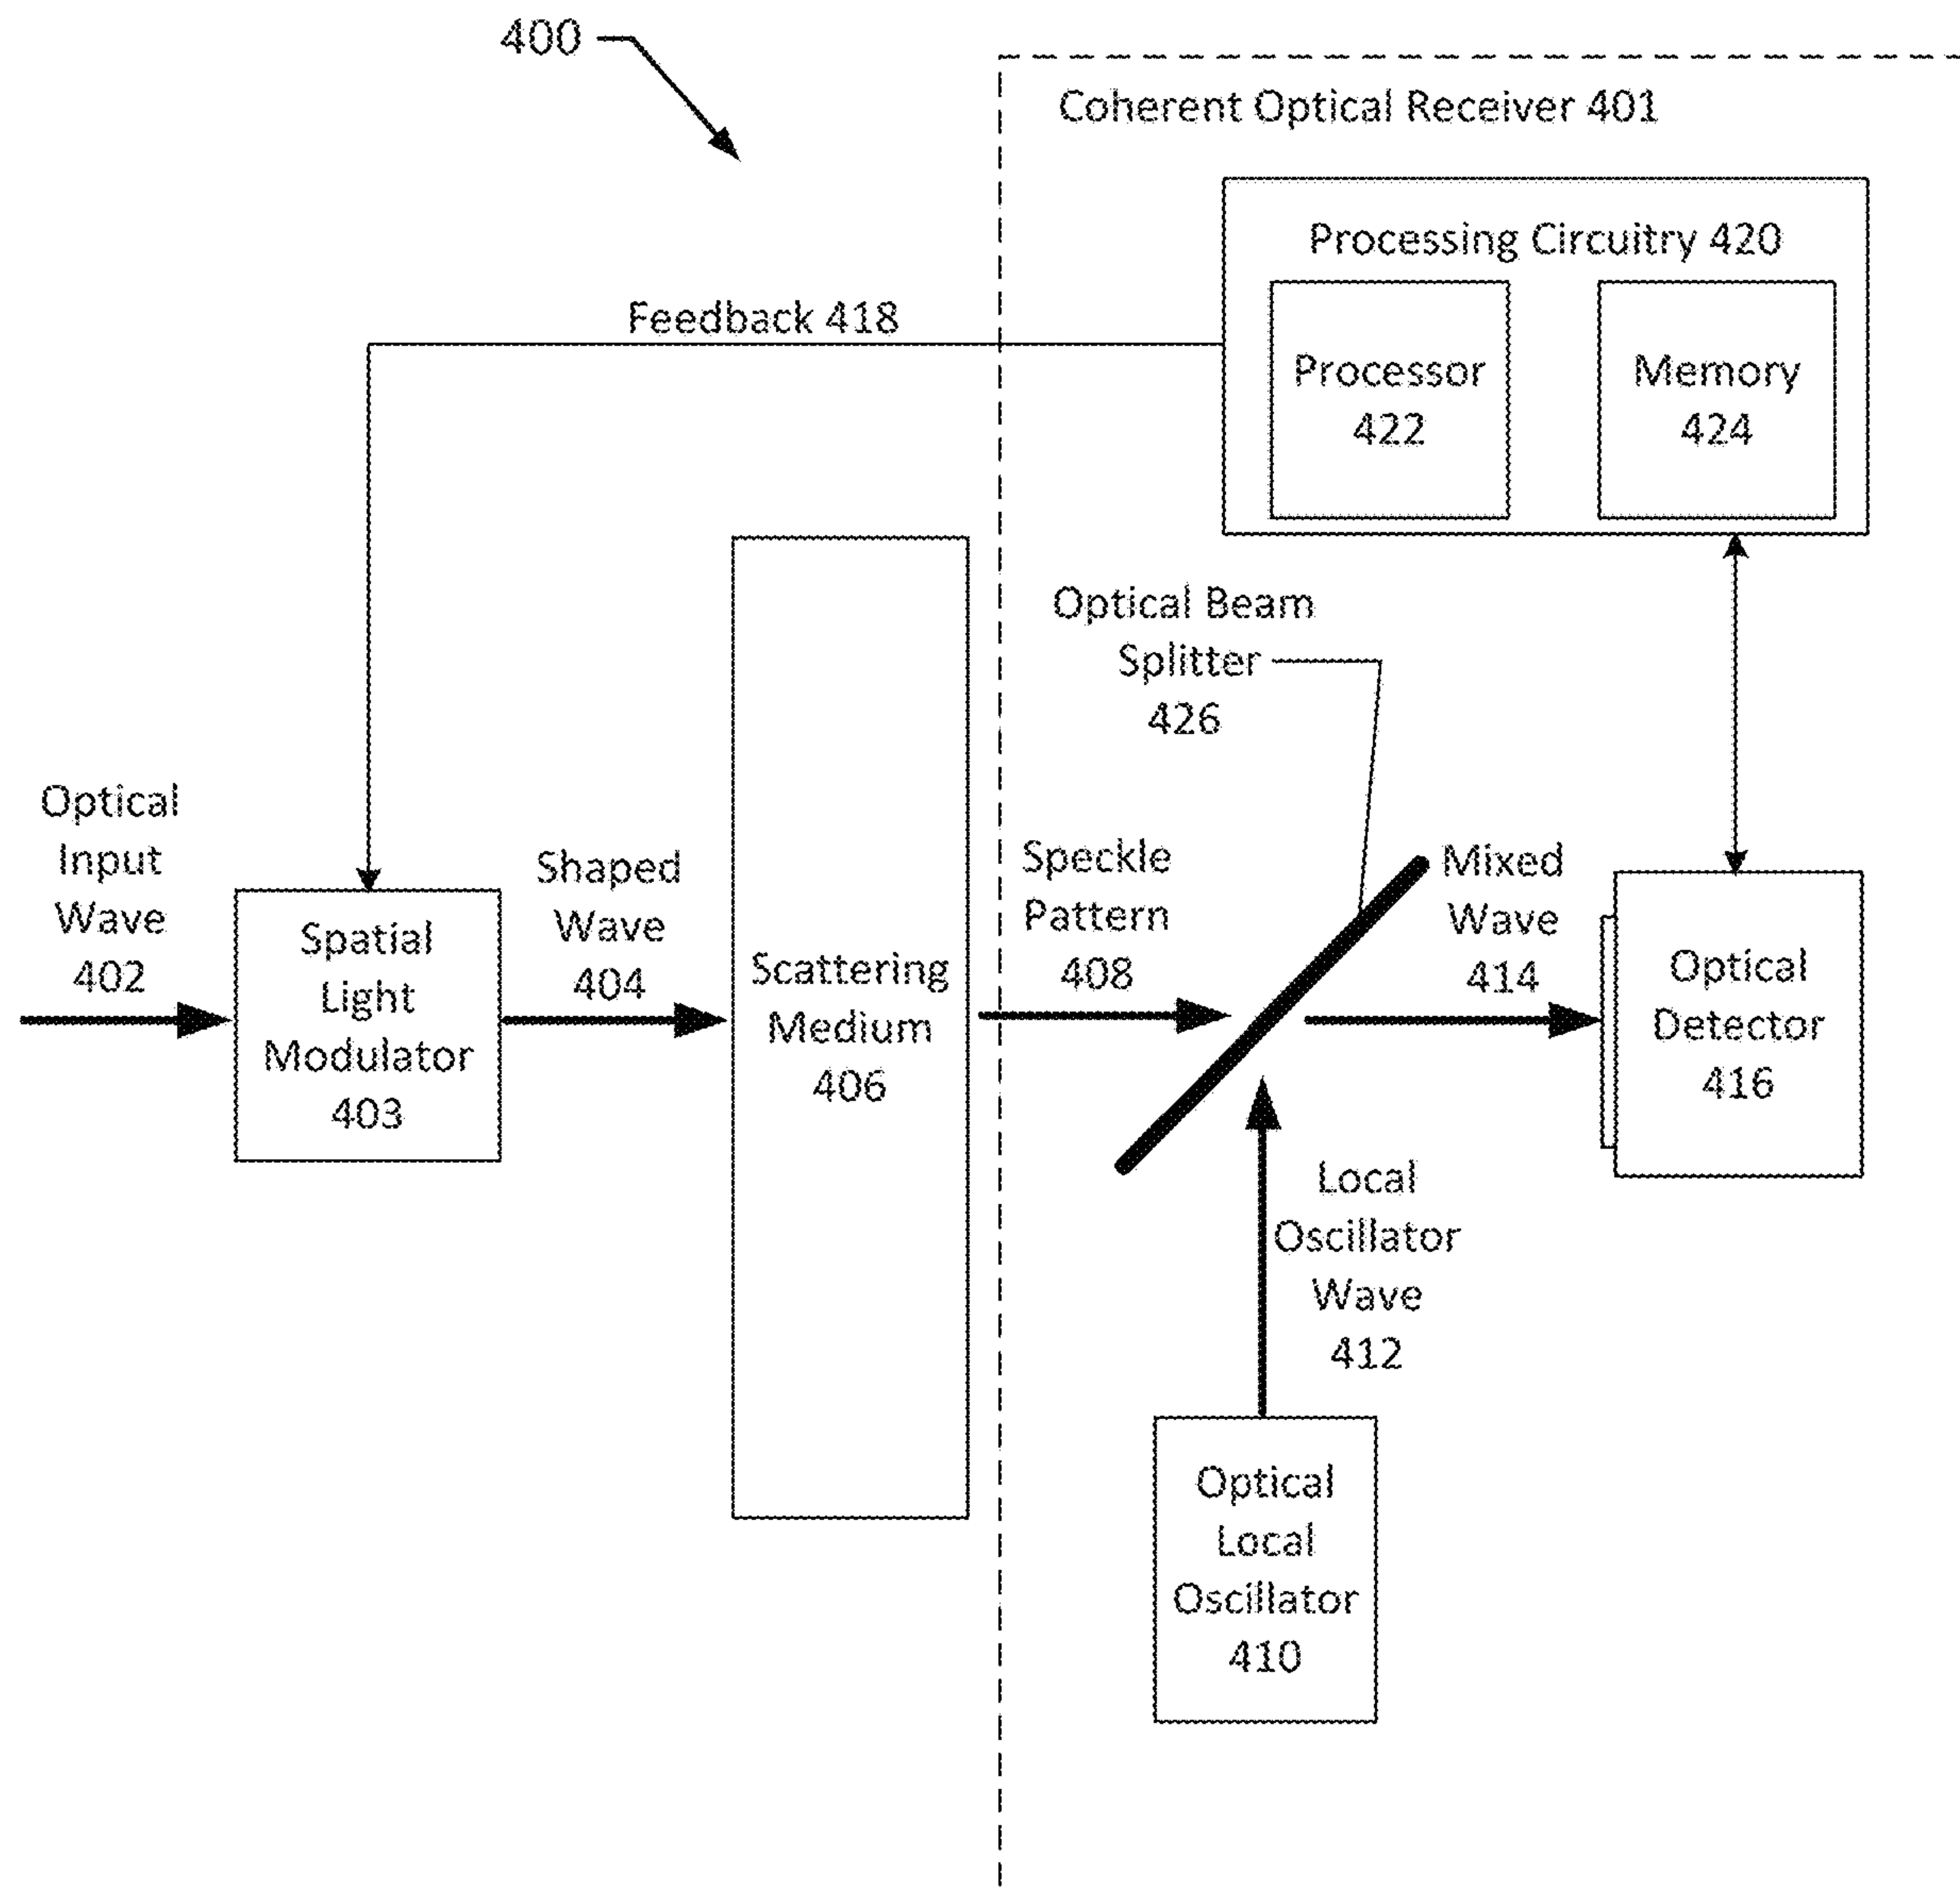 400
Coherent Optical Receiver 401
Processing Circuitry 420
Feedback 418
Processor
422
Memory
424
Optical Beam
Splitter
426
Optical
Input
Wave
402
Spatial
Light
Modulator
403
Shaped
Wave
404
Scattering
Medium
406
Speckle
Pattern
408
Mixed
Wave
414
Optical
Detector
416
Local
Oscillator
Wave
412
Optical
Local
Oscillator
410